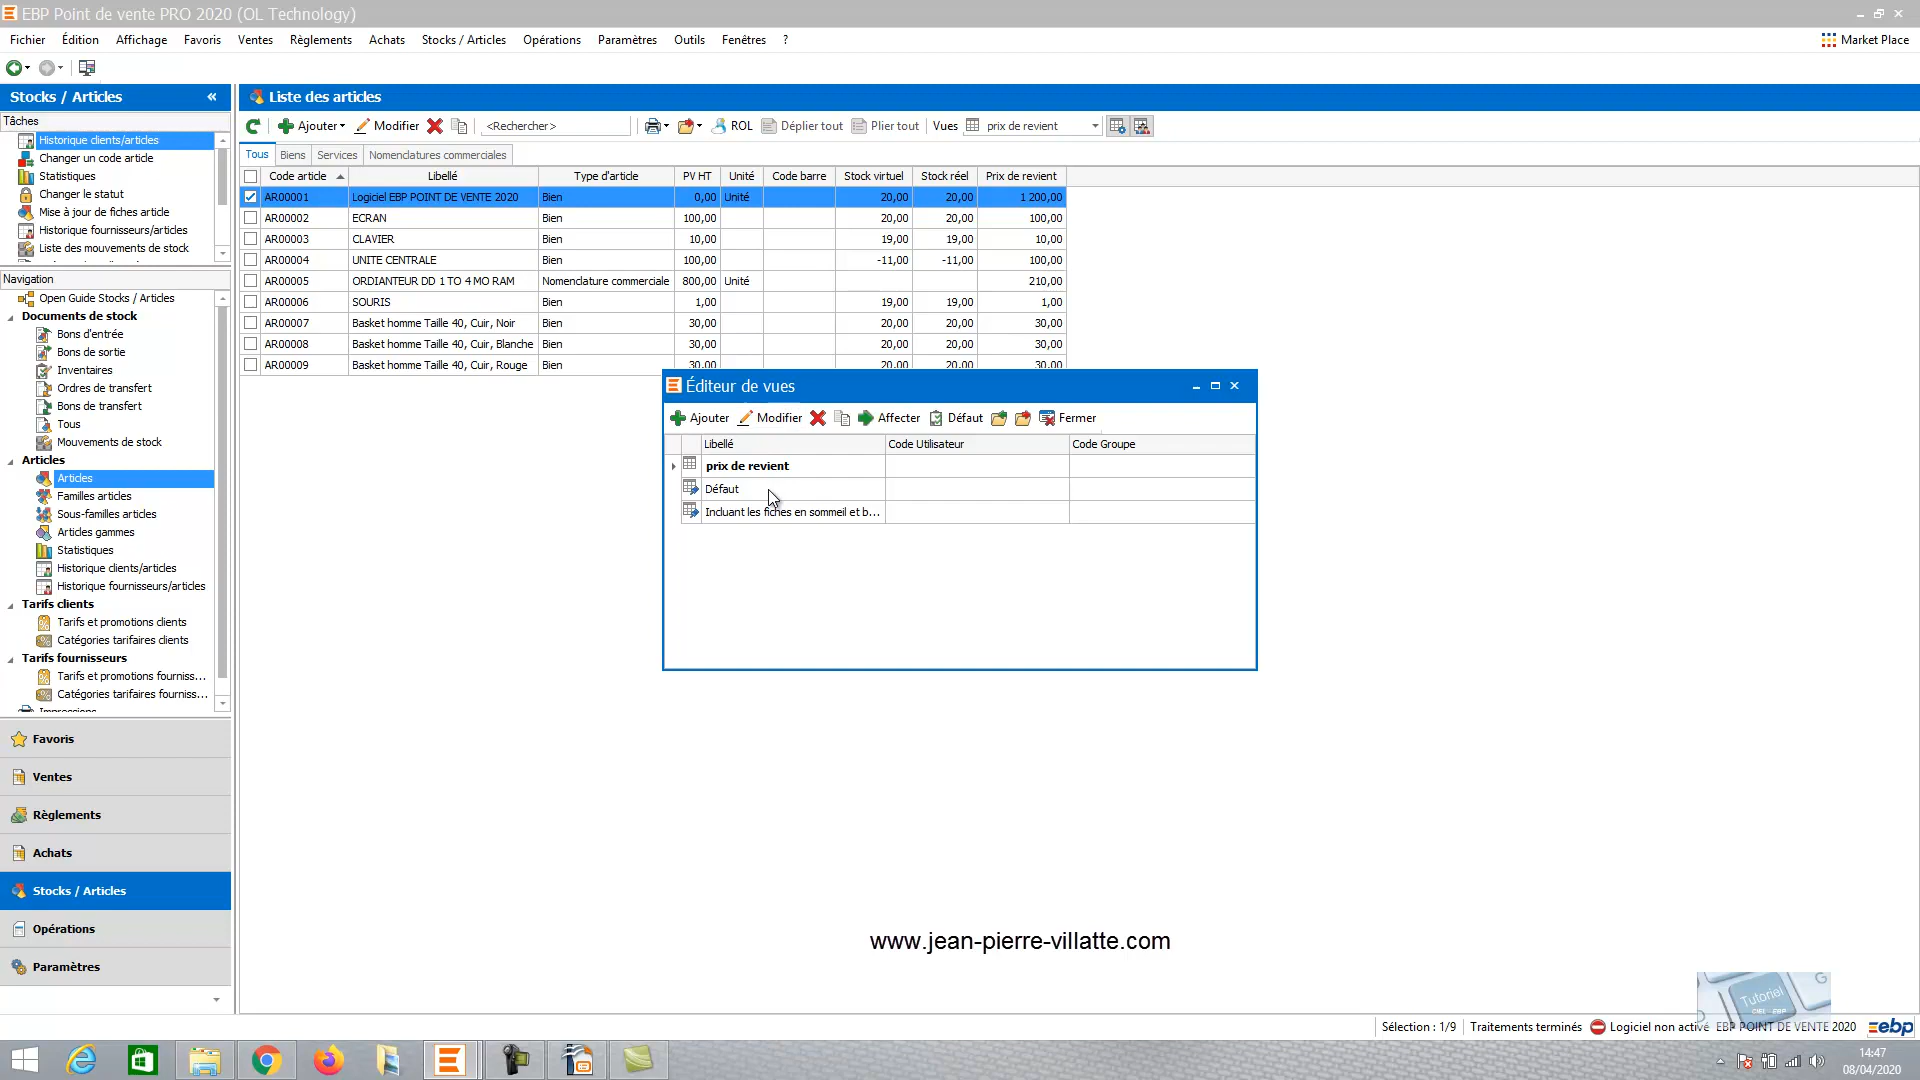 EBP Point de vente PRO 2020 (OL Technology)
Fichier Édition Affichage Favoris Ventes Règlements Achats Stocks / Articles Opérations Paramètres Outils Fenêtres ? Market Place
Stocks / Articles «
Tâches
Historique clients/articles
Changer un code article
Statistiques
Changer le statut
Mise à jour de fiches article
Historique fournisseurs/articles
Liste des mouvements de stock
Navigation
Open Guide Stocks / Articles
Documents de stock
Bons d'entrée
Bons de sortie
Inventaires
Ordres de transfert
Bons de transfert
Tous
Mouvements de stock
Articles
Articles
Familles articles
Sous-familles articles
Articles gammes
Statistiques
Historique clients/articles
Historique fournisseurs/articles
Tarifs clients
Tarifs et promotions clients
Catégories tarifaires clients
Tarifs fournisseurs
Tarifs et promotions fourniss...
Catégories tarifaires fourniss...
Impressions
Favoris
Ventes
Règlements
Achats
Stocks / Articles
Opérations
Paramètres
Liste des articles
Ajouter Modifier <Rechercher> ROL Déplier tout Plier tout Vues prix de revient
Tous Biens Services Nomenclatures commerciales
Code article Libellé Type d'article PV HT Unité Code barre Stock virtuel Stock réel Prix de revient
AR00001 Logiciel EBP POINT DE VENTE 2020 Bien 0,00 Unité 20,00 20,00 1 200,00
AR00002 ECRAN Bien 100,00 20,00 20,00 100,00
AR00003 CLAVIER Bien 10,00 19,00 19,00 10,00
AR00004 UNITE CENTRALE Bien 100,00 -11,00 -11,00 100,00
AR00005 ORDIANTEUR DD 1 TO 4 MO RAM Nomenclature commerciale 800,00 Unité 210,00
AR00006 SOURIS Bien 1,00 19,00 19,00 1,00
AR00007 Basket homme Taille 40, Cuir, Noir Bien 30,00 20,00 20,00 30,00
AR00008 Basket homme Taille 40, Cuir, Blanche Bien 30,00 20,00 20,00 30,00
AR00009 Basket homme Taille 40, Cuir, Rouge Bien 30,00 20,00 20,00 30,00
Éditeur de vues
Ajouter Modifier Affecter Défaut Fermer
Libellé Code Utilisateur Code Groupe
prix de revient
Défaut
Incluant les fiches en sommeil et b...
www.jean-pierre-villatte.com
Tutoriel
CIEL - EBP
Sélection : 1/9 Traitements terminés Logiciel non activé EBP POINT DE VENTE 2020 ebp
14:47
08/04/2020